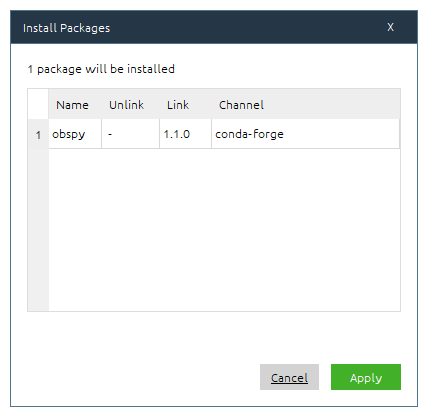 Install Packages X
1 package will be installed
Name Unlink Link Channel
1 obspy - 1.1.0 conda-forge
Cancel Apply